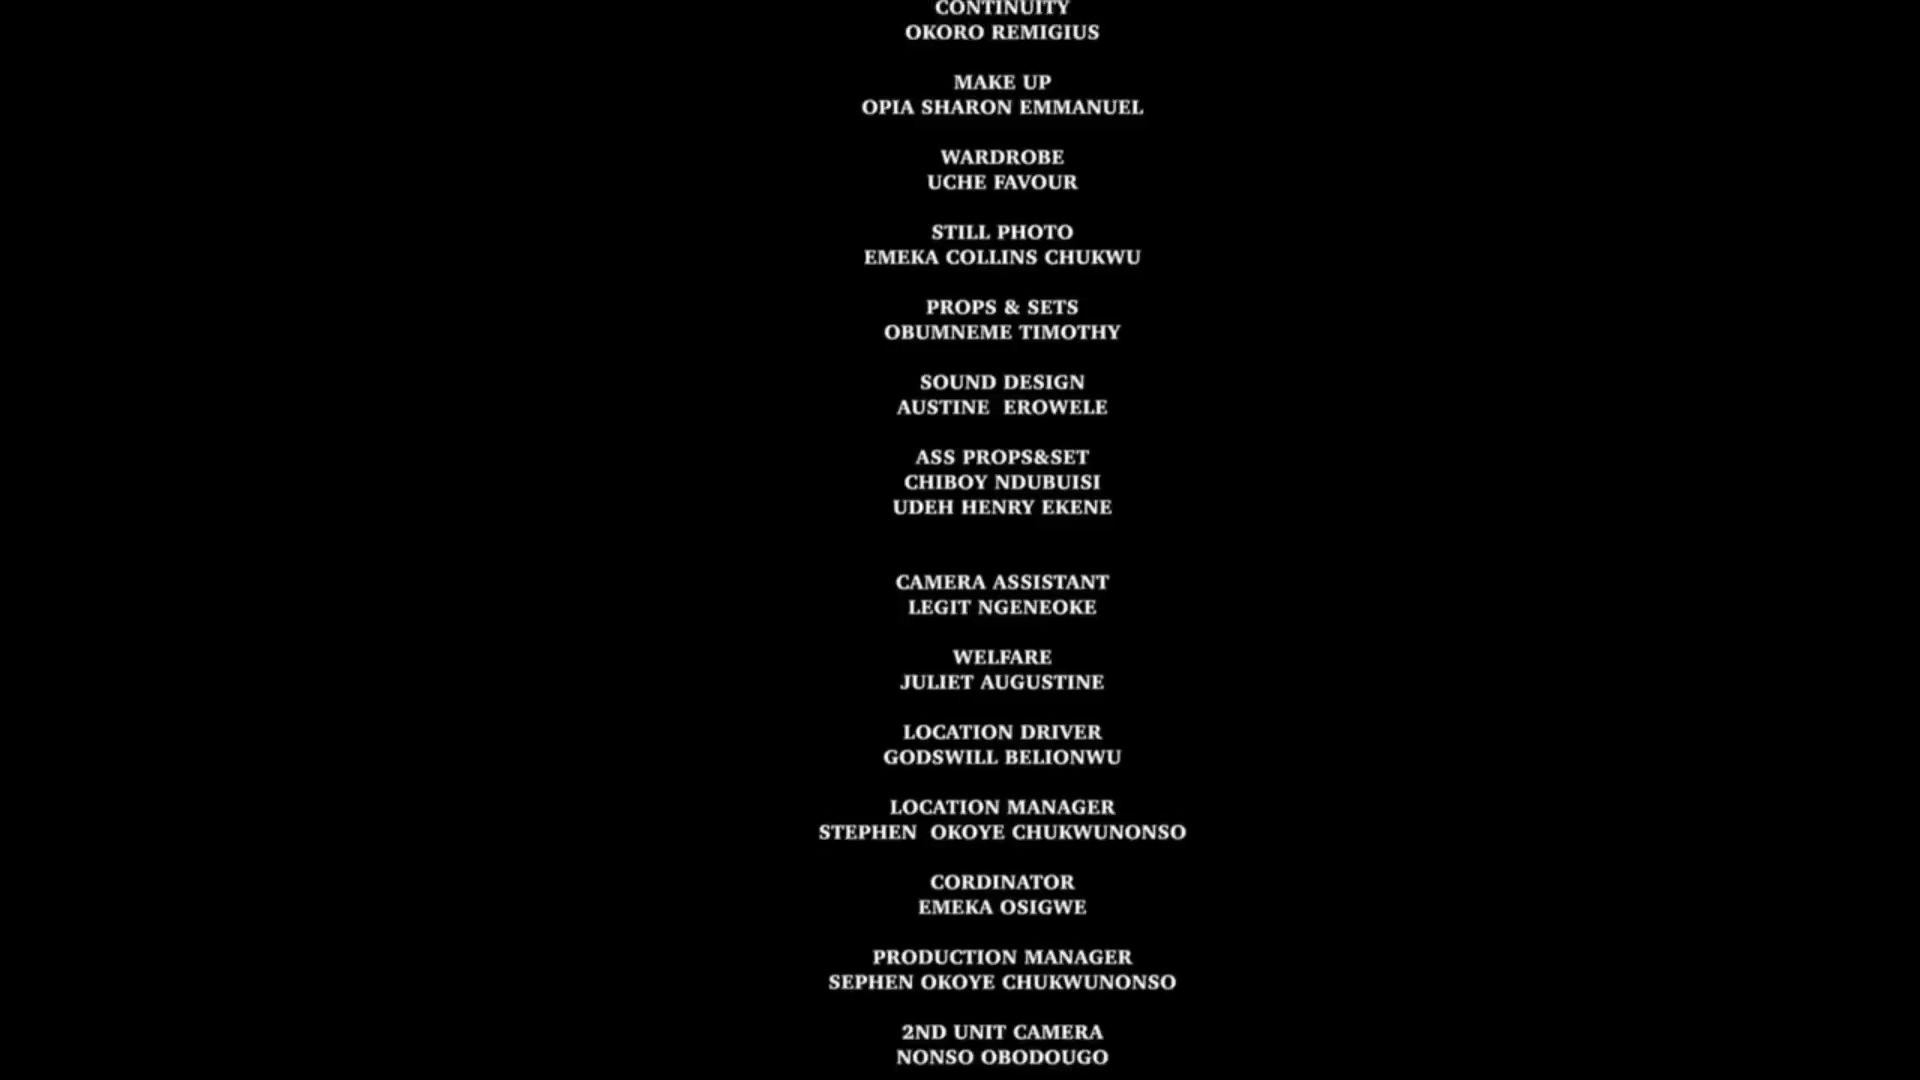 CONTINUITY
OKORO REMIGIUS
MAKE UP
OPIA SHARON EMMANUEL
WARDROBE
UCHE FAVOUR
STILL PHOTO
EMEKA COLLINS CHUKWU
PROPS & SETS
OBUMNEME TIMOTHY
SOUND DESIGN
AUSTINE  EROWELE
ASS PROPS&SET
CHIBOY NDUBUISI
UDEH HENRY EKENE
CAMERA ASSISTANT
LEGIT NGENEOKE
WELFARE
JULIET AUGUSTINE
LOCATION DRIVER
GODSWILL BELIONWU
LOCATION MANAGER
STEPHEN  OKOYE CHUKWUNONSO
CORDINATOR
EMEKA OSIGWE
PRODUCTION MANAGER
SEPHEN OKOYE CHUKWUNONSO
2ND UNIT CAMERA
NONSO OBODOUGO